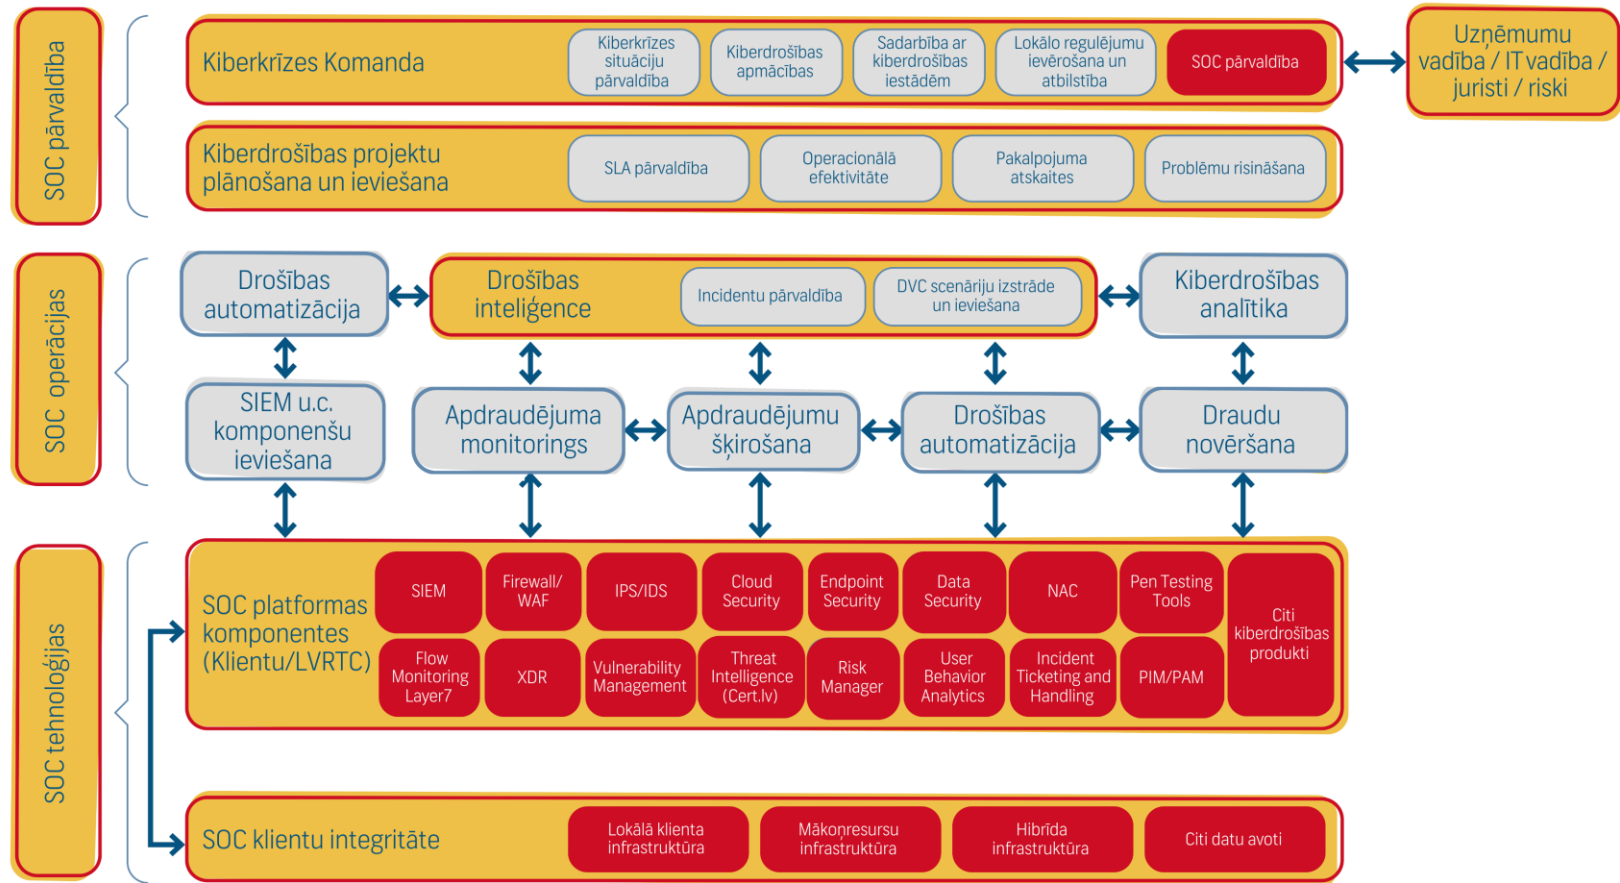 SOC pārvaldība
Kiberkrīzes Komanda
Kiberkrīzes
situāciju
pārvaldība
Kiberdrošības
apmācības
Sadarbība ar
kiberdrošības
iestādēm
Lokālo regulējumu
ievērošana un
atbilstība
SOC pārvaldība
Uzņēmumu
vadība / IT vadība /
juristi / riski
Kiberdrošības projektu
plānošana un ieviešana
SLA pārvaldība
Operacionālā
efektivitāte
Pakalpojuma
atskaites
Problēmu risināšana
SOC operācijas
Drošības
automatizācija
Drošības
inteliģence
Incidentu pārvaldība
DVC scenāriju izstrāde
un ieviešana
Kiberdrošības
analītika
SIEM u.c.
komponenšu
ieviešana
Apdraudējuma
monitorings
Apdraudējumu
šķirošana
Drošības
automatizācija
Draudu
novēršana
SOC tehnoloģijas
SOC platformas
komponentes
(Klientu/LVRTC)
SIEM
Firewall/
WAF
IPS/IDS
Cloud
Security
Endpoint
Security
Data
Security
NAC
Pen Testing
Tools
Citi
kiberdrošības
produkti
Flow
Monitoring
Layer7
XDR
Vulnerability
Management
Threat
Intelligence
(Cert.lv)
Risk
Manager
User
Behavior
Analytics
Incident
Ticketing and
Handling
PIM/PAM
SOC klientu integritāte
Lokālā klienta
infrastruktūra
Mākoņresursu
infrastruktūra
Hibrīda
infrastruktūra
Citi datu avoti